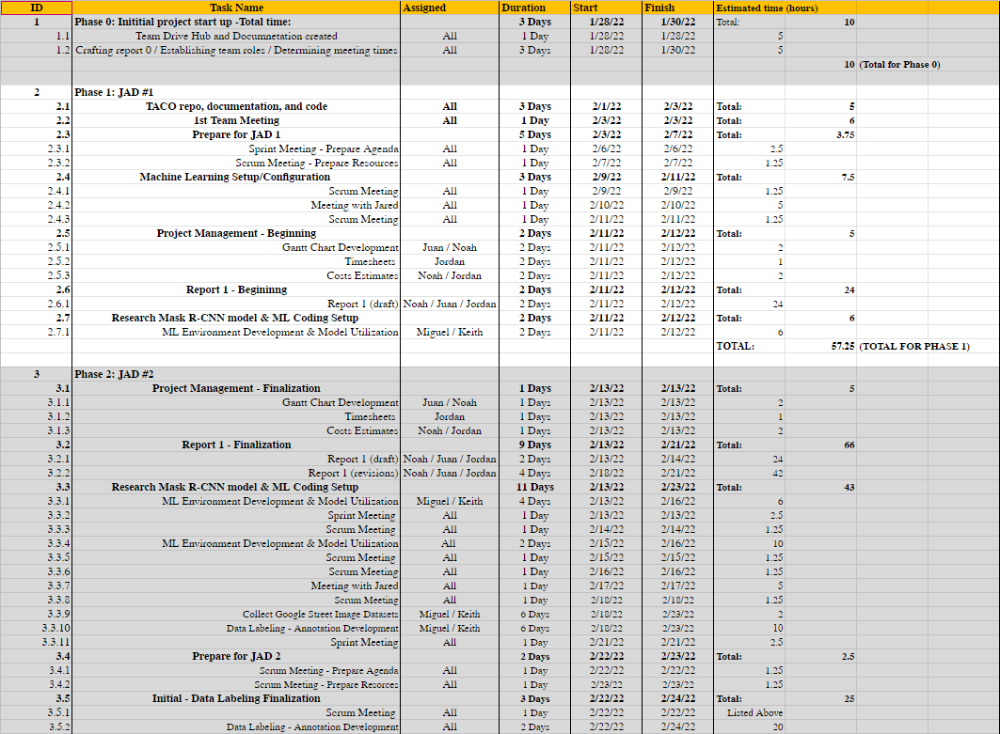 ID Task Name Assigned Duration Start Finish Estimated time (hours)
1 Phase 0: Inititial project start up -Total time: 3 Days 1/28/22 1/30/22 Total: 10
1.1 Team Drive Hub and Documnetation created All 1 Day 1/28/22 1/28/22 5
1.2 Crafting report 0 / Establishing team roles / Determining meeting times All 3 Days 1/28/22 1/30/22 5
10 (Total for Phase 0)
2 Phase 1: JAD #1
2.1 TACO repo, documentation, and code All 3 Days 2/1/22 2/3/22 Total: 5
2.2 1st Team Meeting All 1 Day 2/3/22 2/3/22 Total: 6
2.3 Prepare for JAD 1 5 Days 2/3/22 2/7/22 Total: 3.75
2.3.1 Sprint Meeting - Prepare Agenda All 1 Day 2/6/22 2/6/22 2.5
2.3.2 Scrum Meeting - Prepare Resources All 1 Day 2/7/22 2/7/22 1.25
2.4 Machine Learning Setup/Configuration 3 Days 2/9/22 2/11/22 Total: 7.5
2.4.1 Scrum Meeting All 1 Day 2/9/22 2/9/22 1.25
2.4.2 Meeting with Jared All 1 Day 2/10/22 2/10/22 5
2.4.3 Scrum Meeting All 1 Day 2/11/22 2/11/22 1.25
2.5 Project Management - Beginning 2 Days 2/11/22 2/12/22 Total: 5
2.5.1 Gantt Chart Development Juan / Noah 2 Days 2/11/22 2/12/22 2
2.5.2 Timesheets Jordan 2 Days 2/11/22 2/12/22 1
2.5.3 Costs Estimates Noah / Jordan 2 Days 2/11/22 2/12/22 2
2.6 Report 1 - Begininng 2 Days 2/11/22 2/12/22 Total: 24
2.6.1 Report 1 (draft) Noah / Juan / Jordan 2 Days 2/11/22 2/12/22 24
2.7 Research Mask R-CNN model & ML Coding Setup 2 Days 2/11/22 2/12/22 Total: 6
2.7.1 ML Environment Development & Model Utilization Miguel / Keith 2 Days 2/11/22 2/12/22 6
TOTAL: 57.25 (TOTAL FOR PHASE 1)
3 Phase 2: JAD #2
3.1 Project Management - Finalization 1 Days 2/13/22 2/13/22 Total: 5
3.1.1 Gantt Chart Development Juan / Noah 1 Days 2/13/22 2/13/22 2
3.1.2 Timesheets Jordan 1 Days 2/13/22 2/13/22 1
3.1.3 Costs Estimates Noah / Jordan 1 Days 2/13/22 2/13/22 2
3.2 Report 1 - Finalization 9 Days 2/13/22 2/21/22 Total: 66
3.2.1 Report 1 (draft) Noah / Juan / Jordan 2 Days 2/13/22 2/14/22 24
3.2.2 Report 1 (revisions) Noah / Juan / Jordan 4 Days 2/18/22 2/21/22 42
3.3 Research Mask R-CNN model & ML Coding Setup 11 Days 2/13/22 2/23/22 Total: 43
3.3.1 ML Environment Development & Model Utilization Miguel / Keith 4 Days 2/13/22 2/16/22 6
3.3.2 Sprint Meeting All 1 Day 2/13/22 2/13/22 2.5
3.3.3 Scrum Meeting All 1 Day 2/14/22 2/14/22 1.25
3.3.4 ML Environment Development & Model Utilization All 2 Days 2/15/22 2/16/22 10
3.3.5 Scrum Meeting All 1 Day 2/15/22 2/15/22 1.25
3.3.6 Scrum Meeting All 1 Day 2/16/22 2/16/22 1.25
3.3.7 Meeting with Jared All 1 Day 2/17/22 2/17/22 5
3.3.8 Scrum Meeting All 1 Day 2/18/22 2/18/22 1.25
3.3.9 Collect Google Street Image Datasets Miguel / Keith 6 Days 2/18/22 2/23/22 2
3.3.10 Data Labeling - Annotation Development Miguel / Keith 6 Days 2/18/22 2/23/22 10
3.3.11 Sprint Meeting All 1 Day 2/21/22 2/21/22 2.5
3.4 Prepare for JAD 2 2 Days 2/22/22 2/23/22 Total: 2.5
3.4.1 Scrum Meeting - Prepare Agenda All 1 Day 2/22/22 2/22/22 1.25
3.4.2 Scrum Meeting - Prepare Resorces All 1 Day 2/23/22 2/23/22 1.25
3.5 Initial - Data Labeling Finalization 3 Days 2/22/22 2/24/22 Total: 25
3.5.1 Scrum Meeting All 1 Day 2/22/22 2/22/22 Listed Above
3.5.2 Data Labeling - Annotation Development All 2 Days 2/22/22 2/24/22 20